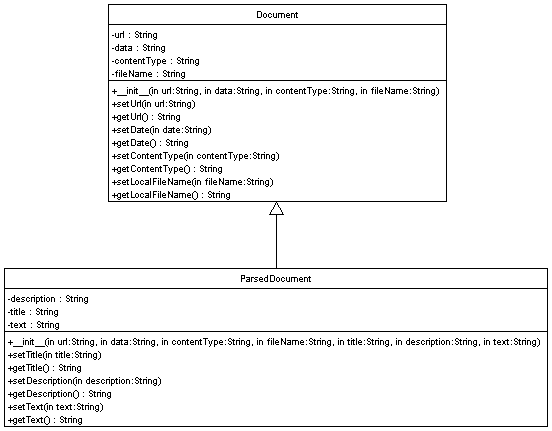 Document
-url : String
-data : String
-contentType : String
-fileName : String
+__init__(in url:String, in data:String, in contentType:String, in fileName:String)
+setUrl(in url:String)
+getUrl() : String
+setDate(in date:String)
+getDate() : String
+setContentType(in contentType:String)
+getContentType() : String
+setLocalFileName(in fileName:String)
+getLocalFileName() : String
ParsedDocument
-description : String
-title : String
-text : String
+__init__(in url:String, in data:String, in contentType:String, in fileName:String, in title:String, in description:String, in text:String)
+setTitle(in title:String)
+getTitle() : String
+setDescription(in description:String)
+getDescription() : String
+setText(in text:String)
+getText() : String